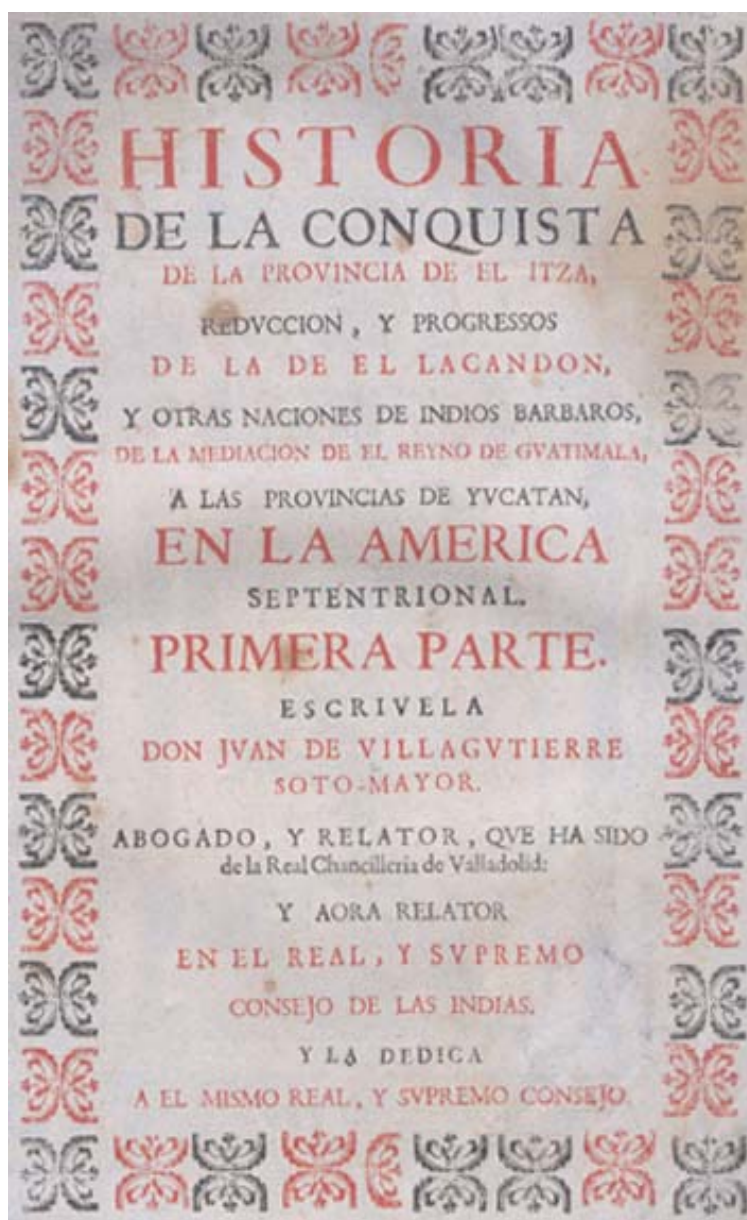 HISTORIA
DE LA CONQUISTA
DE LA PROVINCIA DE EL ITZA,
REDVCCION, Y PROGRESSOS
DE LA DE EL LACANDON,
Y OTRAS NACIONES DE INDIOS BARBAROS,
DE LA MEDIACION DE EL REYNO DE GVATIMALA,
A LAS PROVINCIAS DE YVCATAN,
EN LA AMERICA
SEPTENTRIONAL.
PRIMERA PARTE.
ESCRIVELA
DON JVAN DE VILLAGVTIERRE
SOTO-MAYOR.
ABOGADO, Y RELATOR, QVE HA SIDO
de la Real Chancilleria de Valladolid:
Y AORA RELATOR
EN EL REAL, Y SVPREMO
CONSEJO DE LAS INDIAS.
Y LA DEDICA
A EL MISMO REAL, Y SVPREMO CONSEJO.